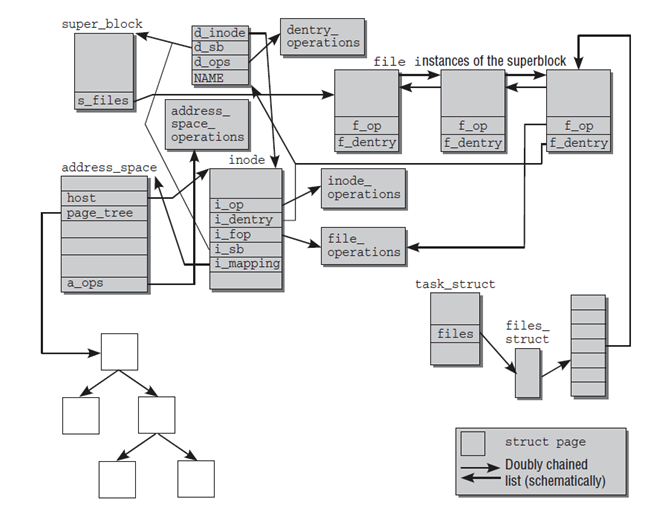 super_block
s_files
d_inode
d_sb
d_ops
NAME
dentry_
operations
file instances of the superblock
f_op
f_dentry
f_op
f_dentry
f_op
f_dentry
address_
space_
operations
address_space
host
page_tree
a_ops
inode
i_op
i_dentry
i_fop
i_sb
i_mapping
inode_
operations
file_
operations
task_struct
files
files_
struct
struct page
Doubly chained
list (schematically)